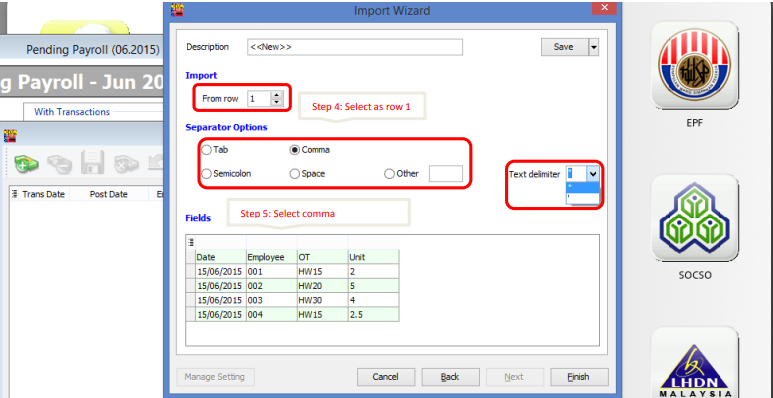 Import Wizard
Pending Payroll (06.2015)
g Payroll - Jun 20
With Transactions
Trans Date Post Date
Description <<New>> Save
Import
From row 1
Step 4: Select as row 1
Separator Options
Tab Comma
Semicolon Space Other
Text delimiter "
"
'
Step 5: Select comma
Fields
Date Employee OT Unit
15/06/2015 001 HW15 2
15/06/2015 002 HW20 5
15/06/2015 003 HW30 4
15/06/2015 004 HW15 2.5
Manage Setting Cancel Back Next Finish
EPF
SOCSO
LHDN
MALAYSIA